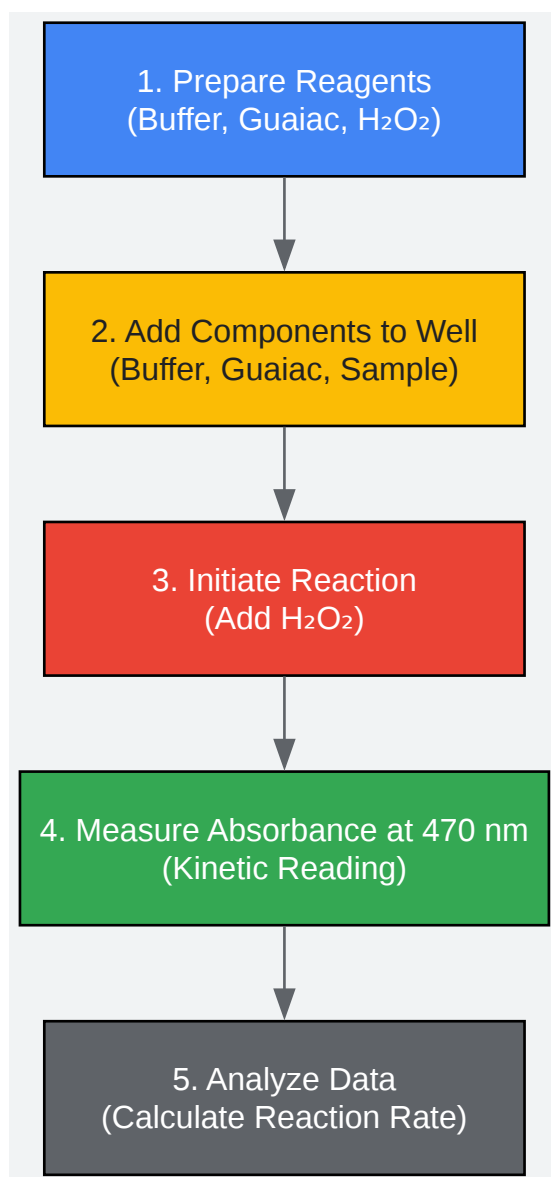 1. Prepare Reagents
(Buffer, Guaiac, H₂O₂)
2. Add Components to Well
(Buffer, Guaiac, Sample)
3. Initiate Reaction
(Add H₂O₂)
4. Measure Absorbance at 470 nm
(Kinetic Reading)
5. Analyze Data
(Calculate Reaction Rate)